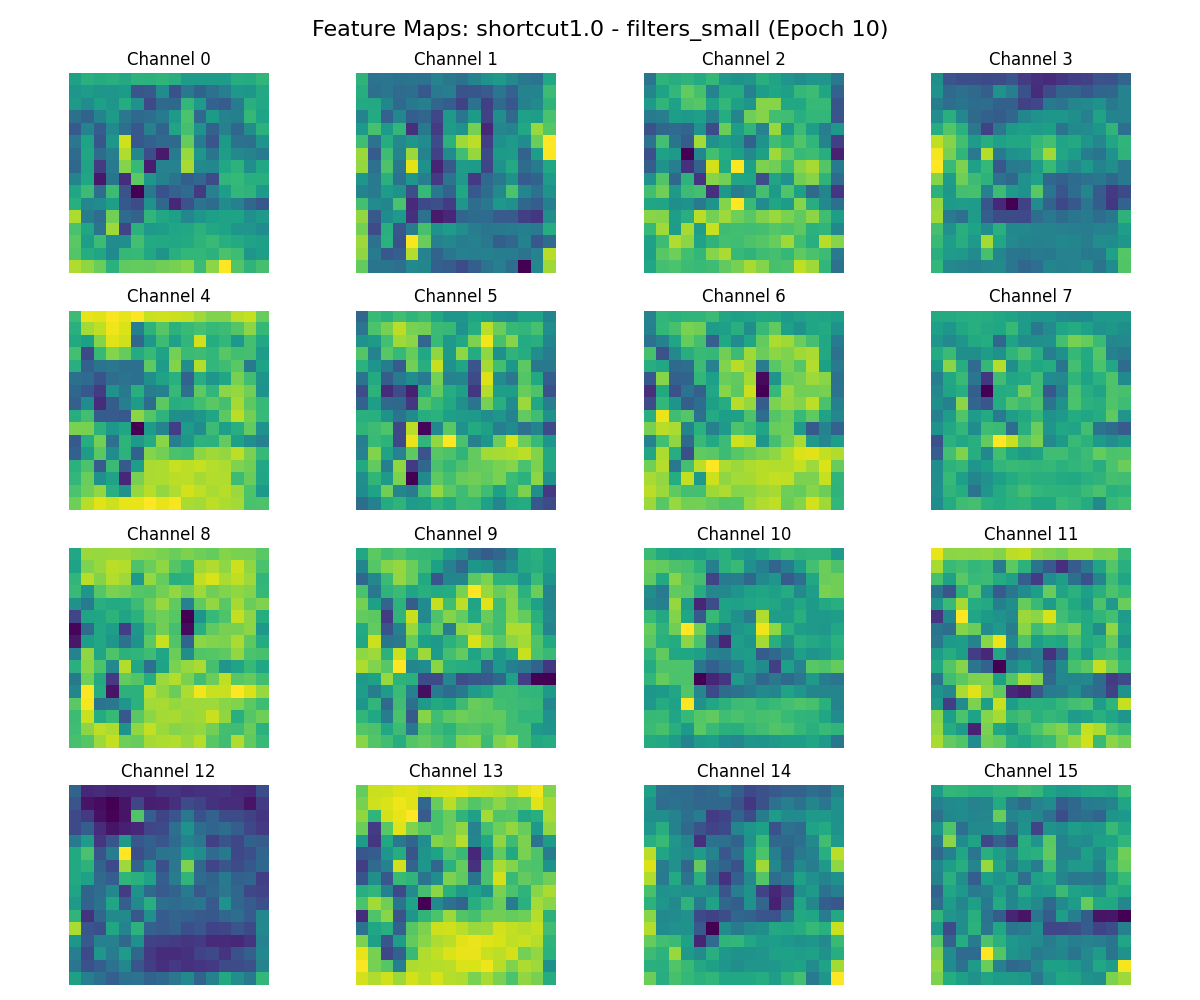 Feature Maps: shortcut1.0 - filters_small (Epoch 10)
Channel 0
Channel 1
Channel 2
Channel 3
Channel 4
Channel 5
Channel 6
Channel 7
Channel 8
Channel 9
Channel 10
Channel 11
Channel 12
Channel 13
Channel 14
Channel 15